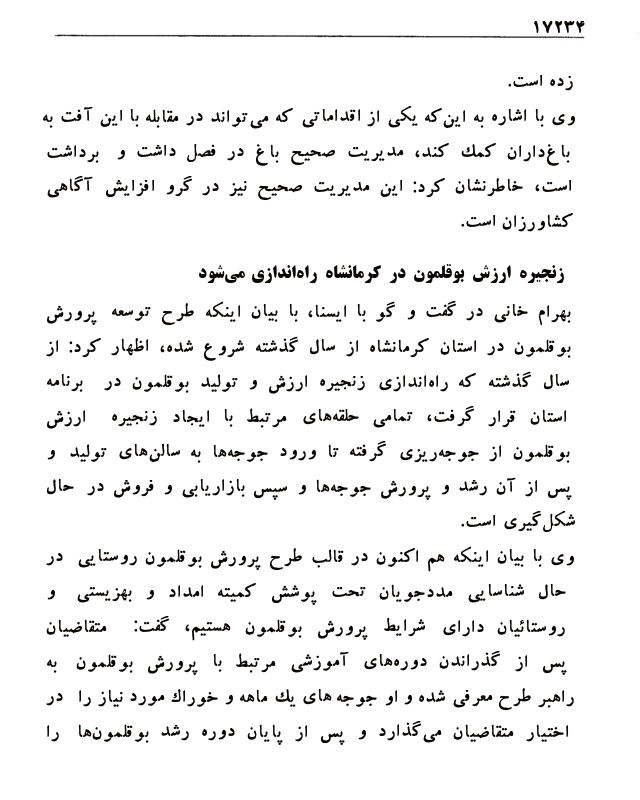 ۱۷۲۳۴
زده است.
وی با اشاره به این‌که یکی از اقداماتی که می‌تواند در مقابله با این آفت به
باغ‌داران کمك کند، مدیریت صحیح باغ در فصل داشت و برداشت
است، خاطرنشان کرد: این مدیریت صحیح نیز در گرو افزایش آگاهی
کشاورزان است.
زنجیره ارزش بوقلمون در کرمانشاه راه‌اندازی می‌شود
بهرام خانی در گفت و گو با ایسنا، با بیان اینکه طرح توسعه پرورش
بوقلمون در استان کرمانشاه از سال گذشته شروع شده، اظهار کرد: از
سال گذشته که راه‌اندازی زنجیره ارزش و تولید بوقلمون در برنامه
استان قرار گرفت، تمامی حلقه‌های مرتبط با ایجاد زنجیره ارزش
بوقلمون از جوجه‌ریزی گرفته تا ورود جوجه‌ها به سالن‌های تولید و
پس از آن رشد و پرورش جوجه‌ها و سپس بازاریابی و فروش در حال
شکل‌گیری است.
وی با بیان اینکه هم اکنون در قالب طرح پرورش بوقلمون روستایی در
حال شناسایی مددجویان تحت پوشش کمیته امداد و بهزیستی و
روستائیان دارای شرایط پرورش بوقلمون هستیم، گفت: متقاضیان
پس از گذراندن دوره‌های آموزشی مرتبط با پرورش بوقلمون به
راهبر طرح معرفی شده و او جوجه های یك ماهه و خوراك مورد نیاز را در
اختیار متقاضیان می‌گذارد و پس از پایان دوره رشد بوقلمون‌ها را